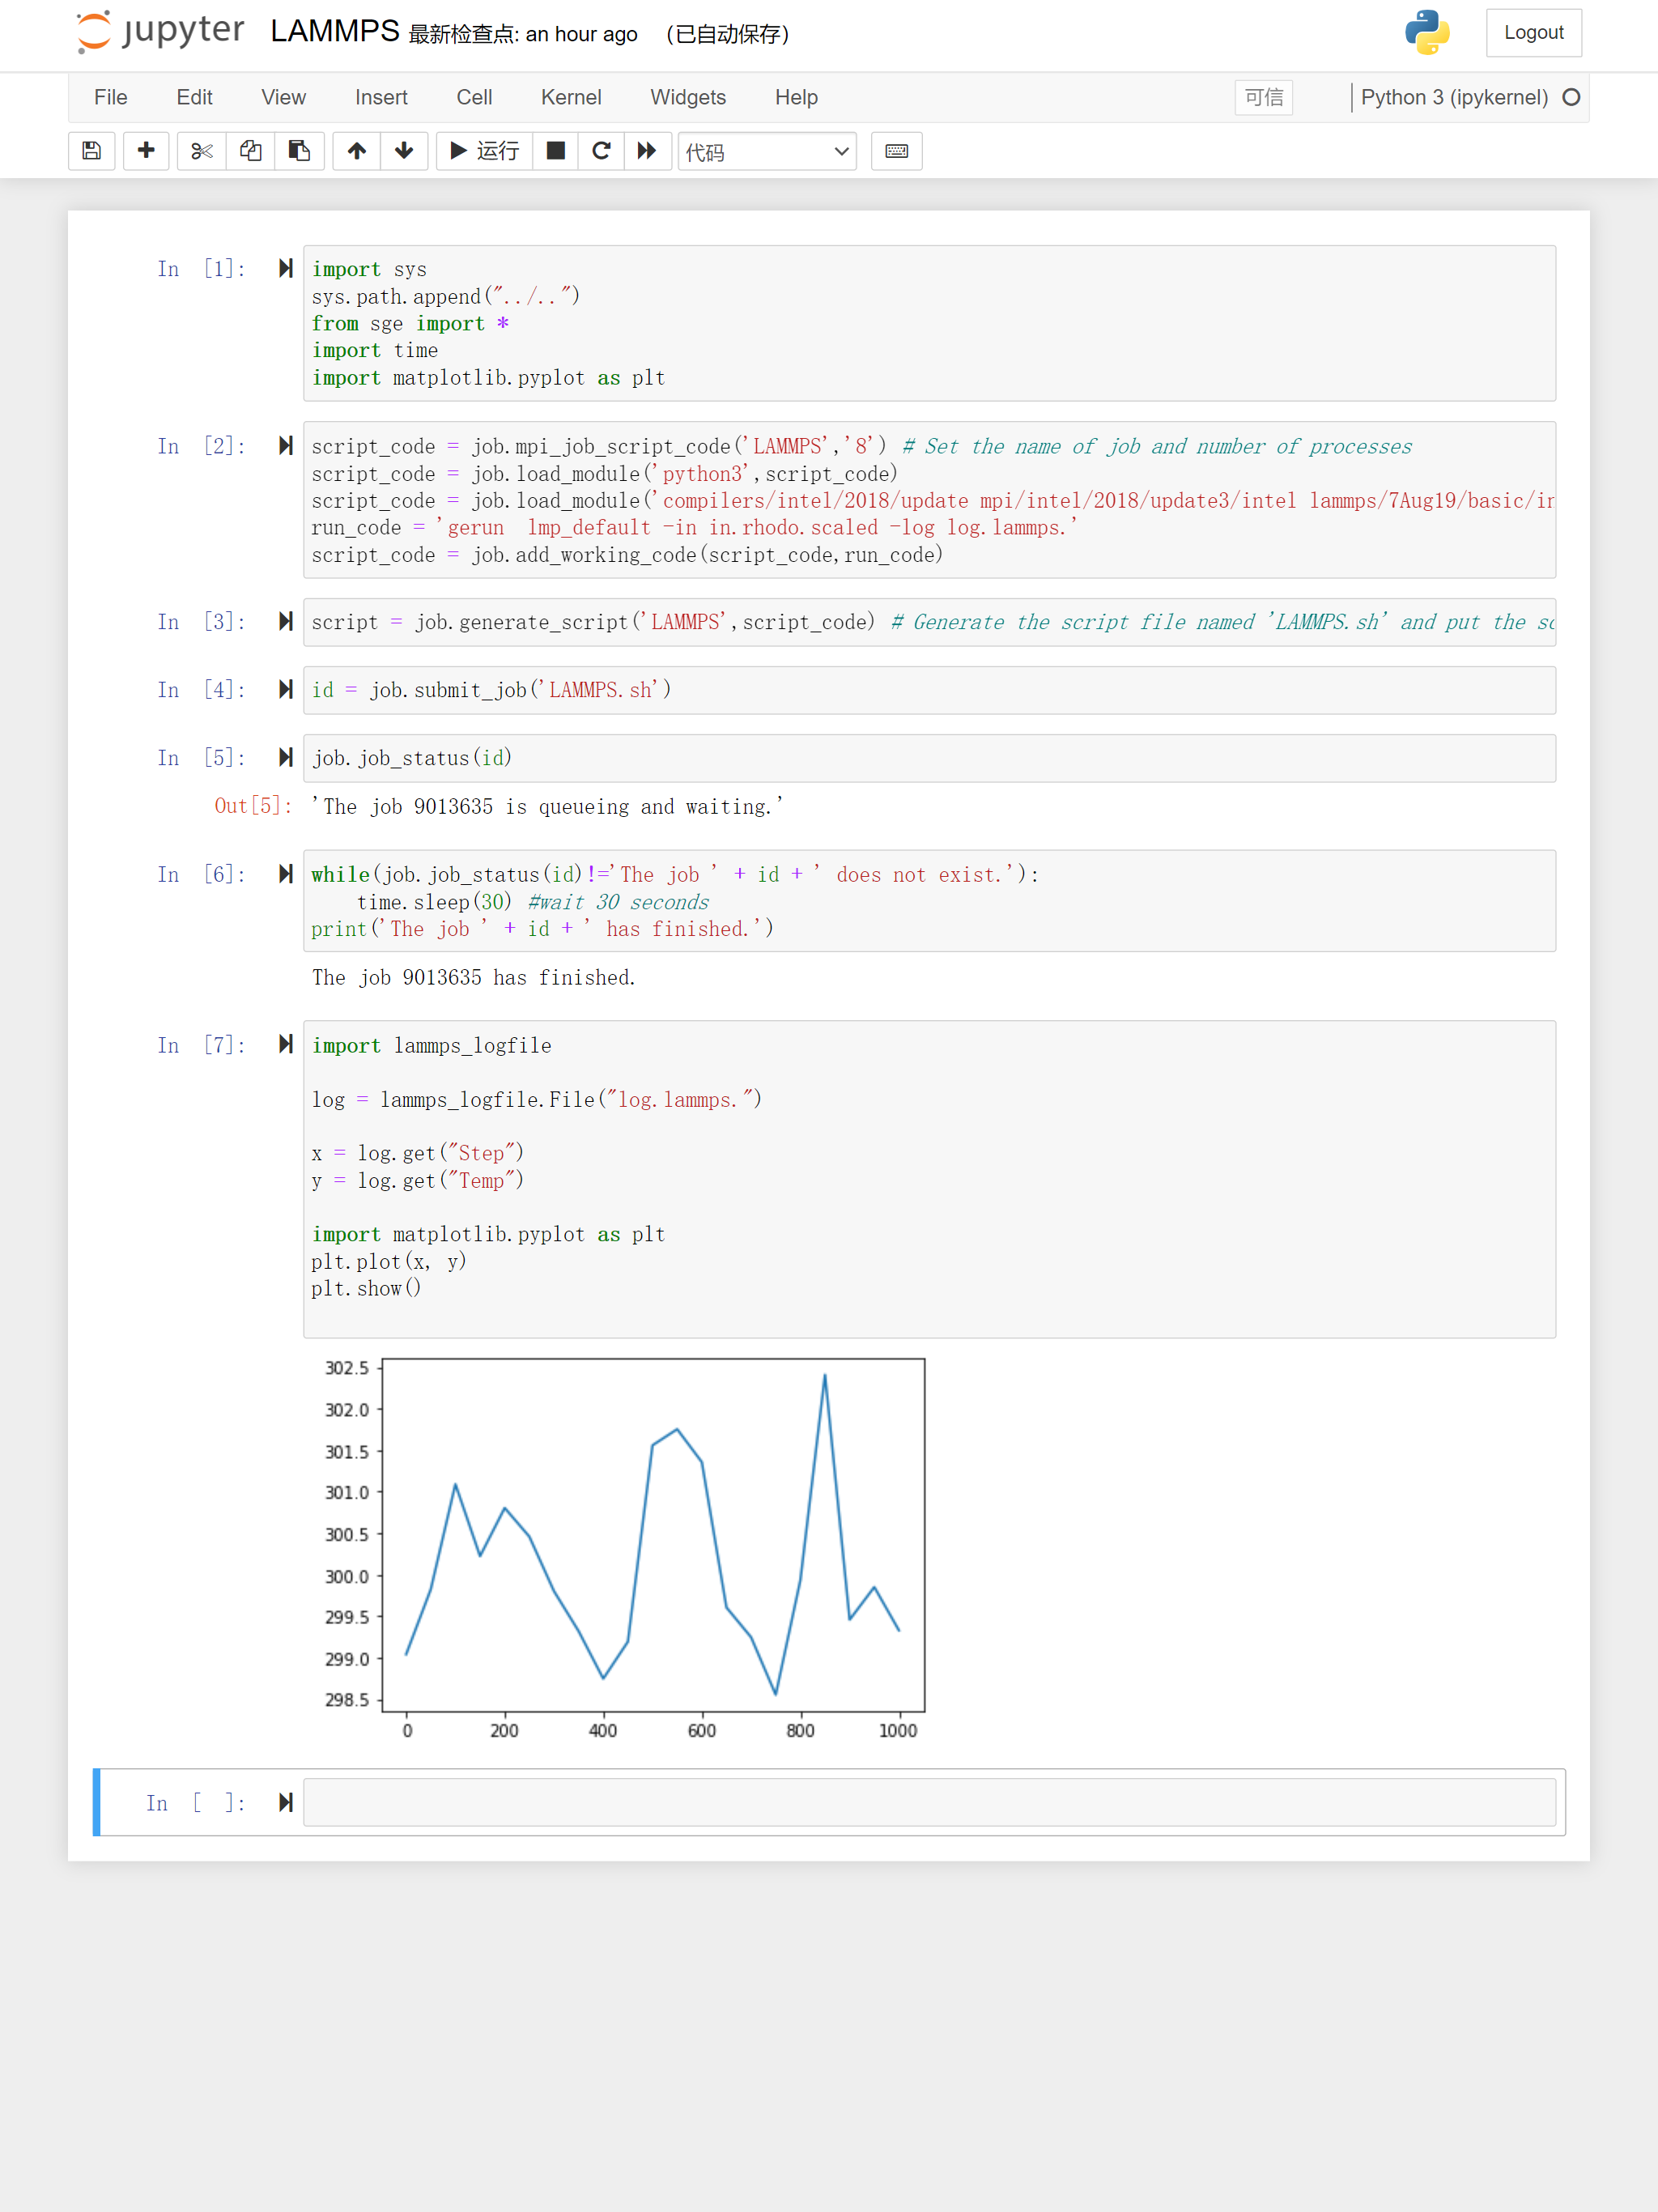 jupyter LAMMPS 最新检查点: an hour ago (已自动保存) Logout
File Edit View Insert Cell Kernel Widgets Help 可信 Python 3 (ipykernel)
运行 代码
In [1]: import sys
sys.path.append("../..")
from sge import *
import time
import matplotlib.pyplot as plt
In [2]: script_code = job.mpi_job_script_code('LAMMPS','8') # Set the name of job and number of processes
script_code = job.load_module('python3',script_code)
script_code = job.load_module('compilers/intel/2018/update mpi/intel/2018/update3/intel lammps/7Aug19/basic/in
run_code = 'gerun  lmp_default -in in.rhodo.scaled -log log.lammps.'
script_code = job.add_working_code(script_code,run_code)
In [3]: script = job.generate_script('LAMMPS',script_code) # Generate the script file named 'LAMMPS.sh' and put the sc
In [4]: id = job.submit_job('LAMMPS.sh')
In [5]: job.job_status(id)
Out[5]: 'The job 9013635 is queueing and waiting.'
In [6]: while(job.job_status(id)!='The job ' + id + ' does not exist.'):
    time.sleep(30) #wait 30 seconds
print('The job ' + id + ' has finished.')
The job 9013635 has finished.
In [7]: import lammps_logfile
log = lammps_logfile.File("log.lammps.")
x = log.get("Step")
y = log.get("Temp")
import matplotlib.pyplot as plt
plt.plot(x, y)
plt.show()
302.5
302.0
301.5
301.0
300.5
300.0
299.5
299.0
298.5
0 200 400 600 800 1000
In [ ]: